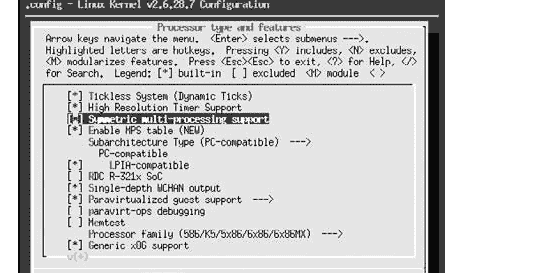 .config - Linux Kernel v2.6.28.7 Configuration
Processor type and features
Arrow keys navigate the menu. <Enter> selects submenus --->.
Highlighted letters are hotkeys. Pressing <Y> includes, <N> excludes,
<M> modularizes features. Press <Esc><Esc> to exit, <?> for Help, </>
for Search. Legend: [*] built-in [ ] excluded <M> module < >
[*] Tickless System (Dynamic Ticks)
[*] High Resolution Timer Support
[*] Symmetric multi-processing support
[*] Enable MPS table (NEW)
Subarchitecture Type (PC-compatible) --->
PC-compatible
[*] LPIA-compatible
[ ] RDC R-321x SoC
[*] Single-depth WCHAN output
[*] Paravirtualized guest support --->
[ ] paravirt-ops debugging
[ ] Memtest
Processor family (586/K5/5x86/6x86/6x86MX) --->
[*] Generic x86 support
v(+)